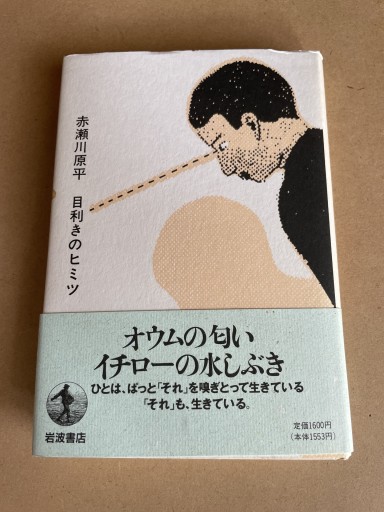 赤瀬川原平 目利きのヒミツ
オウムの匂い
イチローの水しぶき
ひとは、ぱっと「それ」を嗅ぎとって生きている
「それ」も、生きている。
岩波書店
定価1600円
(本体1553円)